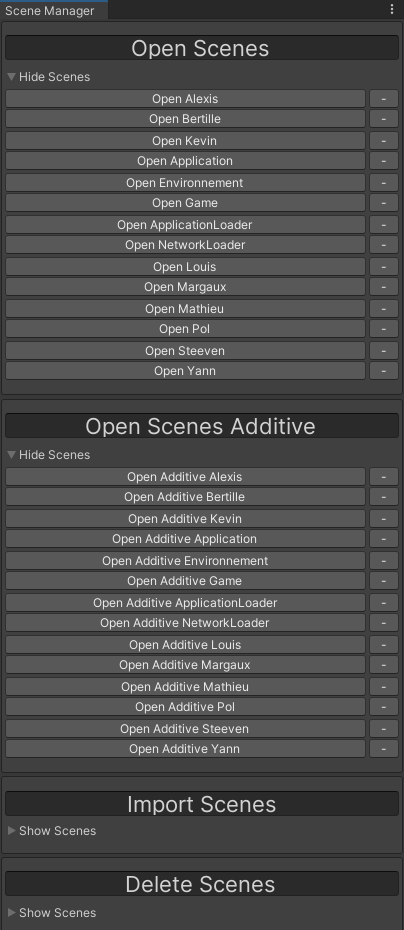 Scene Manager
Open Scenes
Hide Scenes
Open Alexis -
Open Bertille -
Open Kevin -
Open Application -
Open Environnement -
Open Game -
Open ApplicationLoader -
Open NetworkLoader -
Open Louis -
Open Margaux -
Open Mathieu -
Open Pol -
Open Steeven -
Open Yann -
Open Scenes Additive
Hide Scenes
Open Additive Alexis -
Open Additive Bertille -
Open Additive Kevin -
Open Additive Application -
Open Additive Environnement -
Open Additive Game -
Open Additive ApplicationLoader -
Open Additive NetworkLoader -
Open Additive Louis -
Open Additive Margaux -
Open Additive Mathieu -
Open Additive Pol -
Open Additive Steeven -
Open Additive Yann -
Import Scenes
Show Scenes
Delete Scenes
Show Scenes